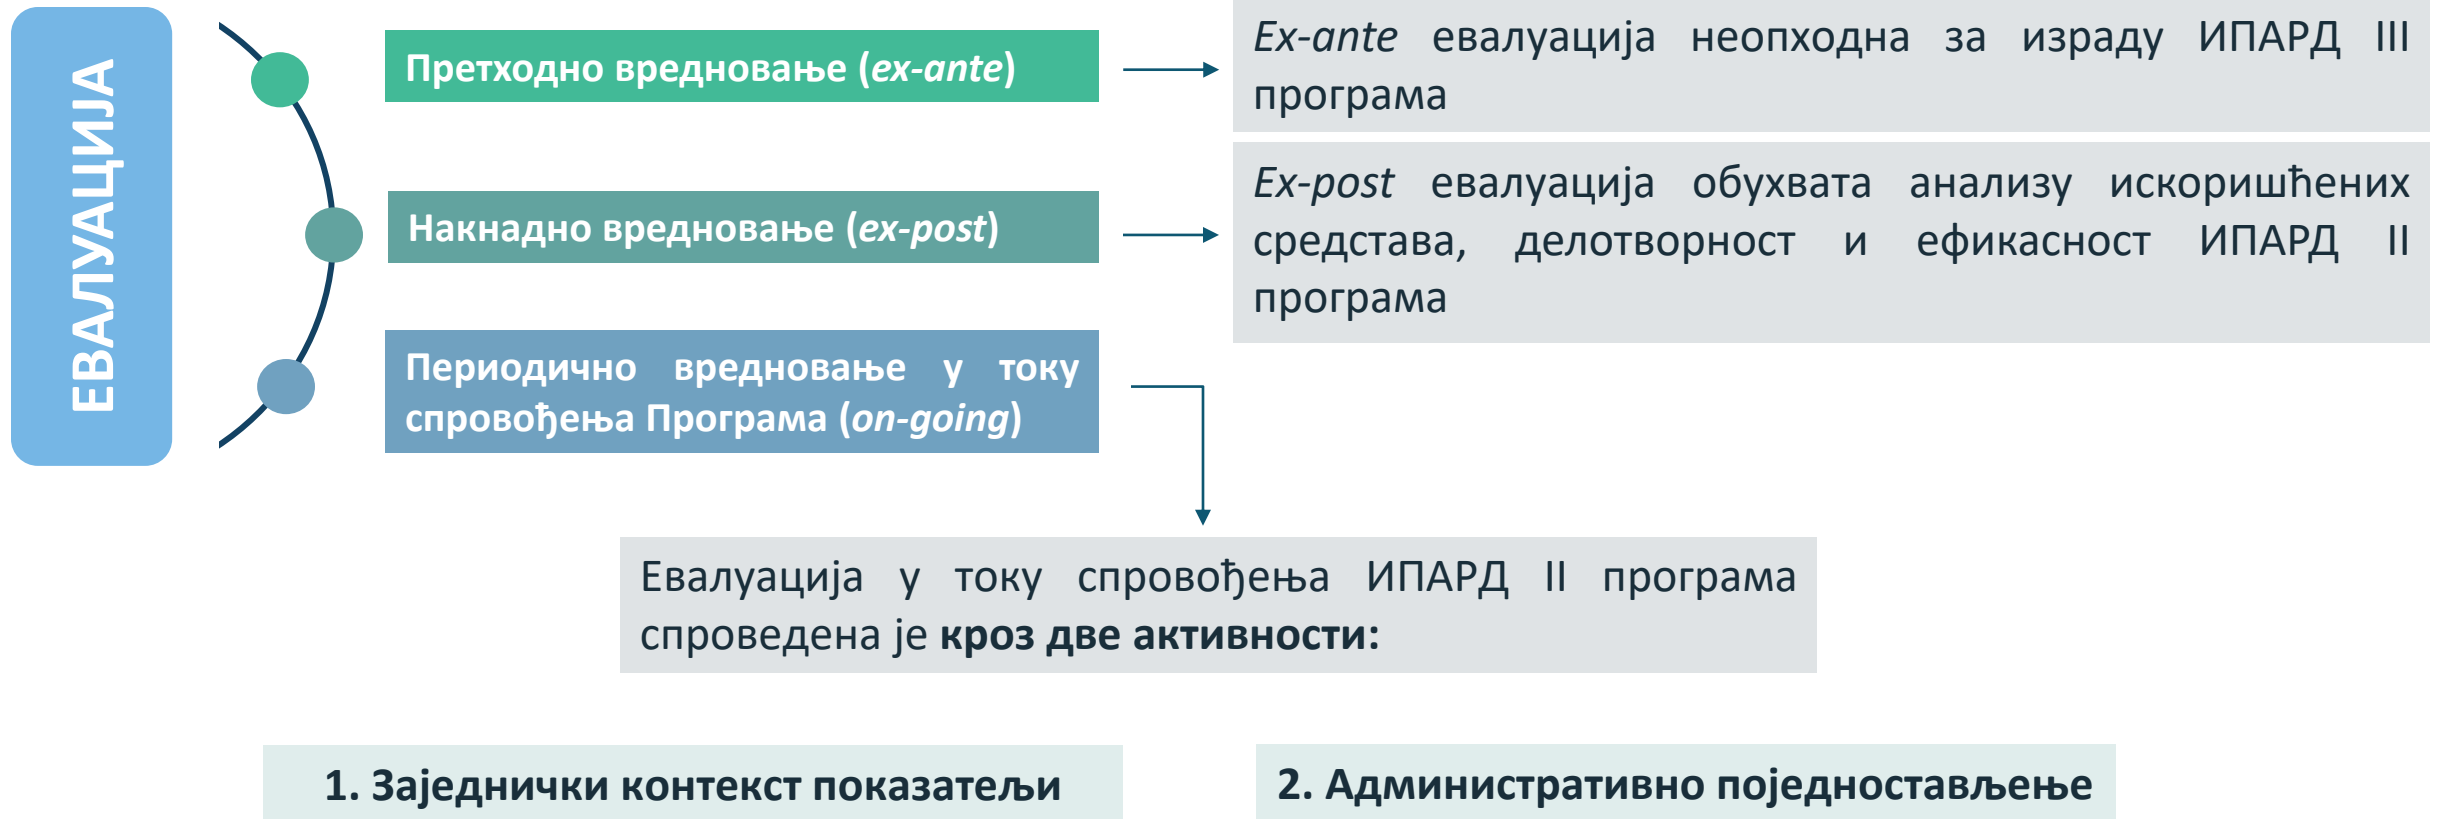 ЕВАЛУАЦИЈА
Претходно вредновање (ex-ante)
Ex-ante евалуација неопходна за израду ИПАРД III
програма
Накнадно вредновање (ex-post)
Ex-post евалуација обухвата анализу искоришћених
средстава, делотворност и ефикасност ИПАРД II
програма
Периодично вредновање у току
спровођења Програма (on-going)
Евалуација у току спровођења ИПАРД II програма
спроведена је кроз две активности:
1. Заједнички контекст показатељи
2. Административно поједностављење